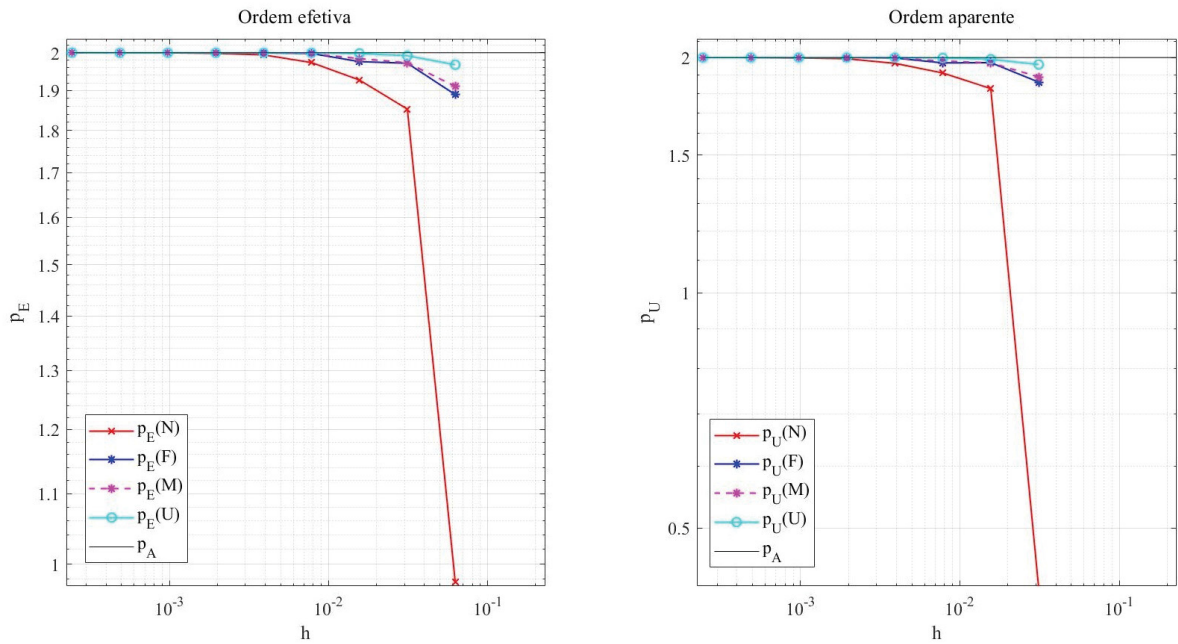 Ordem efetiva
2
1.9
1.8
1.7
1.6
1.5
1.4
1.3
1.2
1.1
1
p_E
p_E(N)
p_E(F)
p_E(M)
p_E(U)
p_A
10^-3
10^-2
10^-1
h
Ordem aparente
2
1.5
1
0.5
p_U
p_U(N)
p_U(F)
p_U(M)
p_U(U)
p_A
10^-3
10^-2
10^-1
h